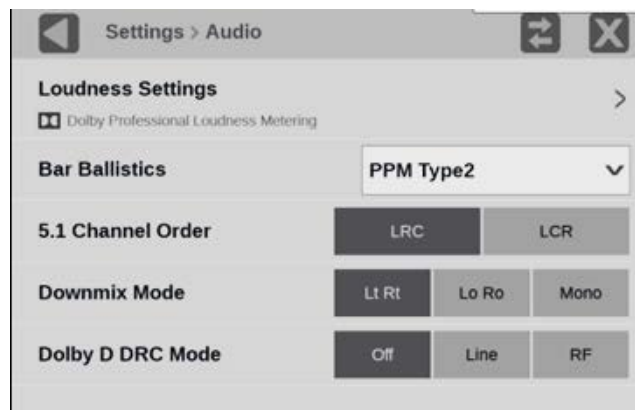 Settings > Audio
Loudness Settings
Dolby Professional Loudness Metering
Bar Ballistics PPM Type2
5.1 Channel Order LRC LCR
Downmix Mode Lt Rt Lo Ro Mono
Dolby D DRC Mode Off Line RF